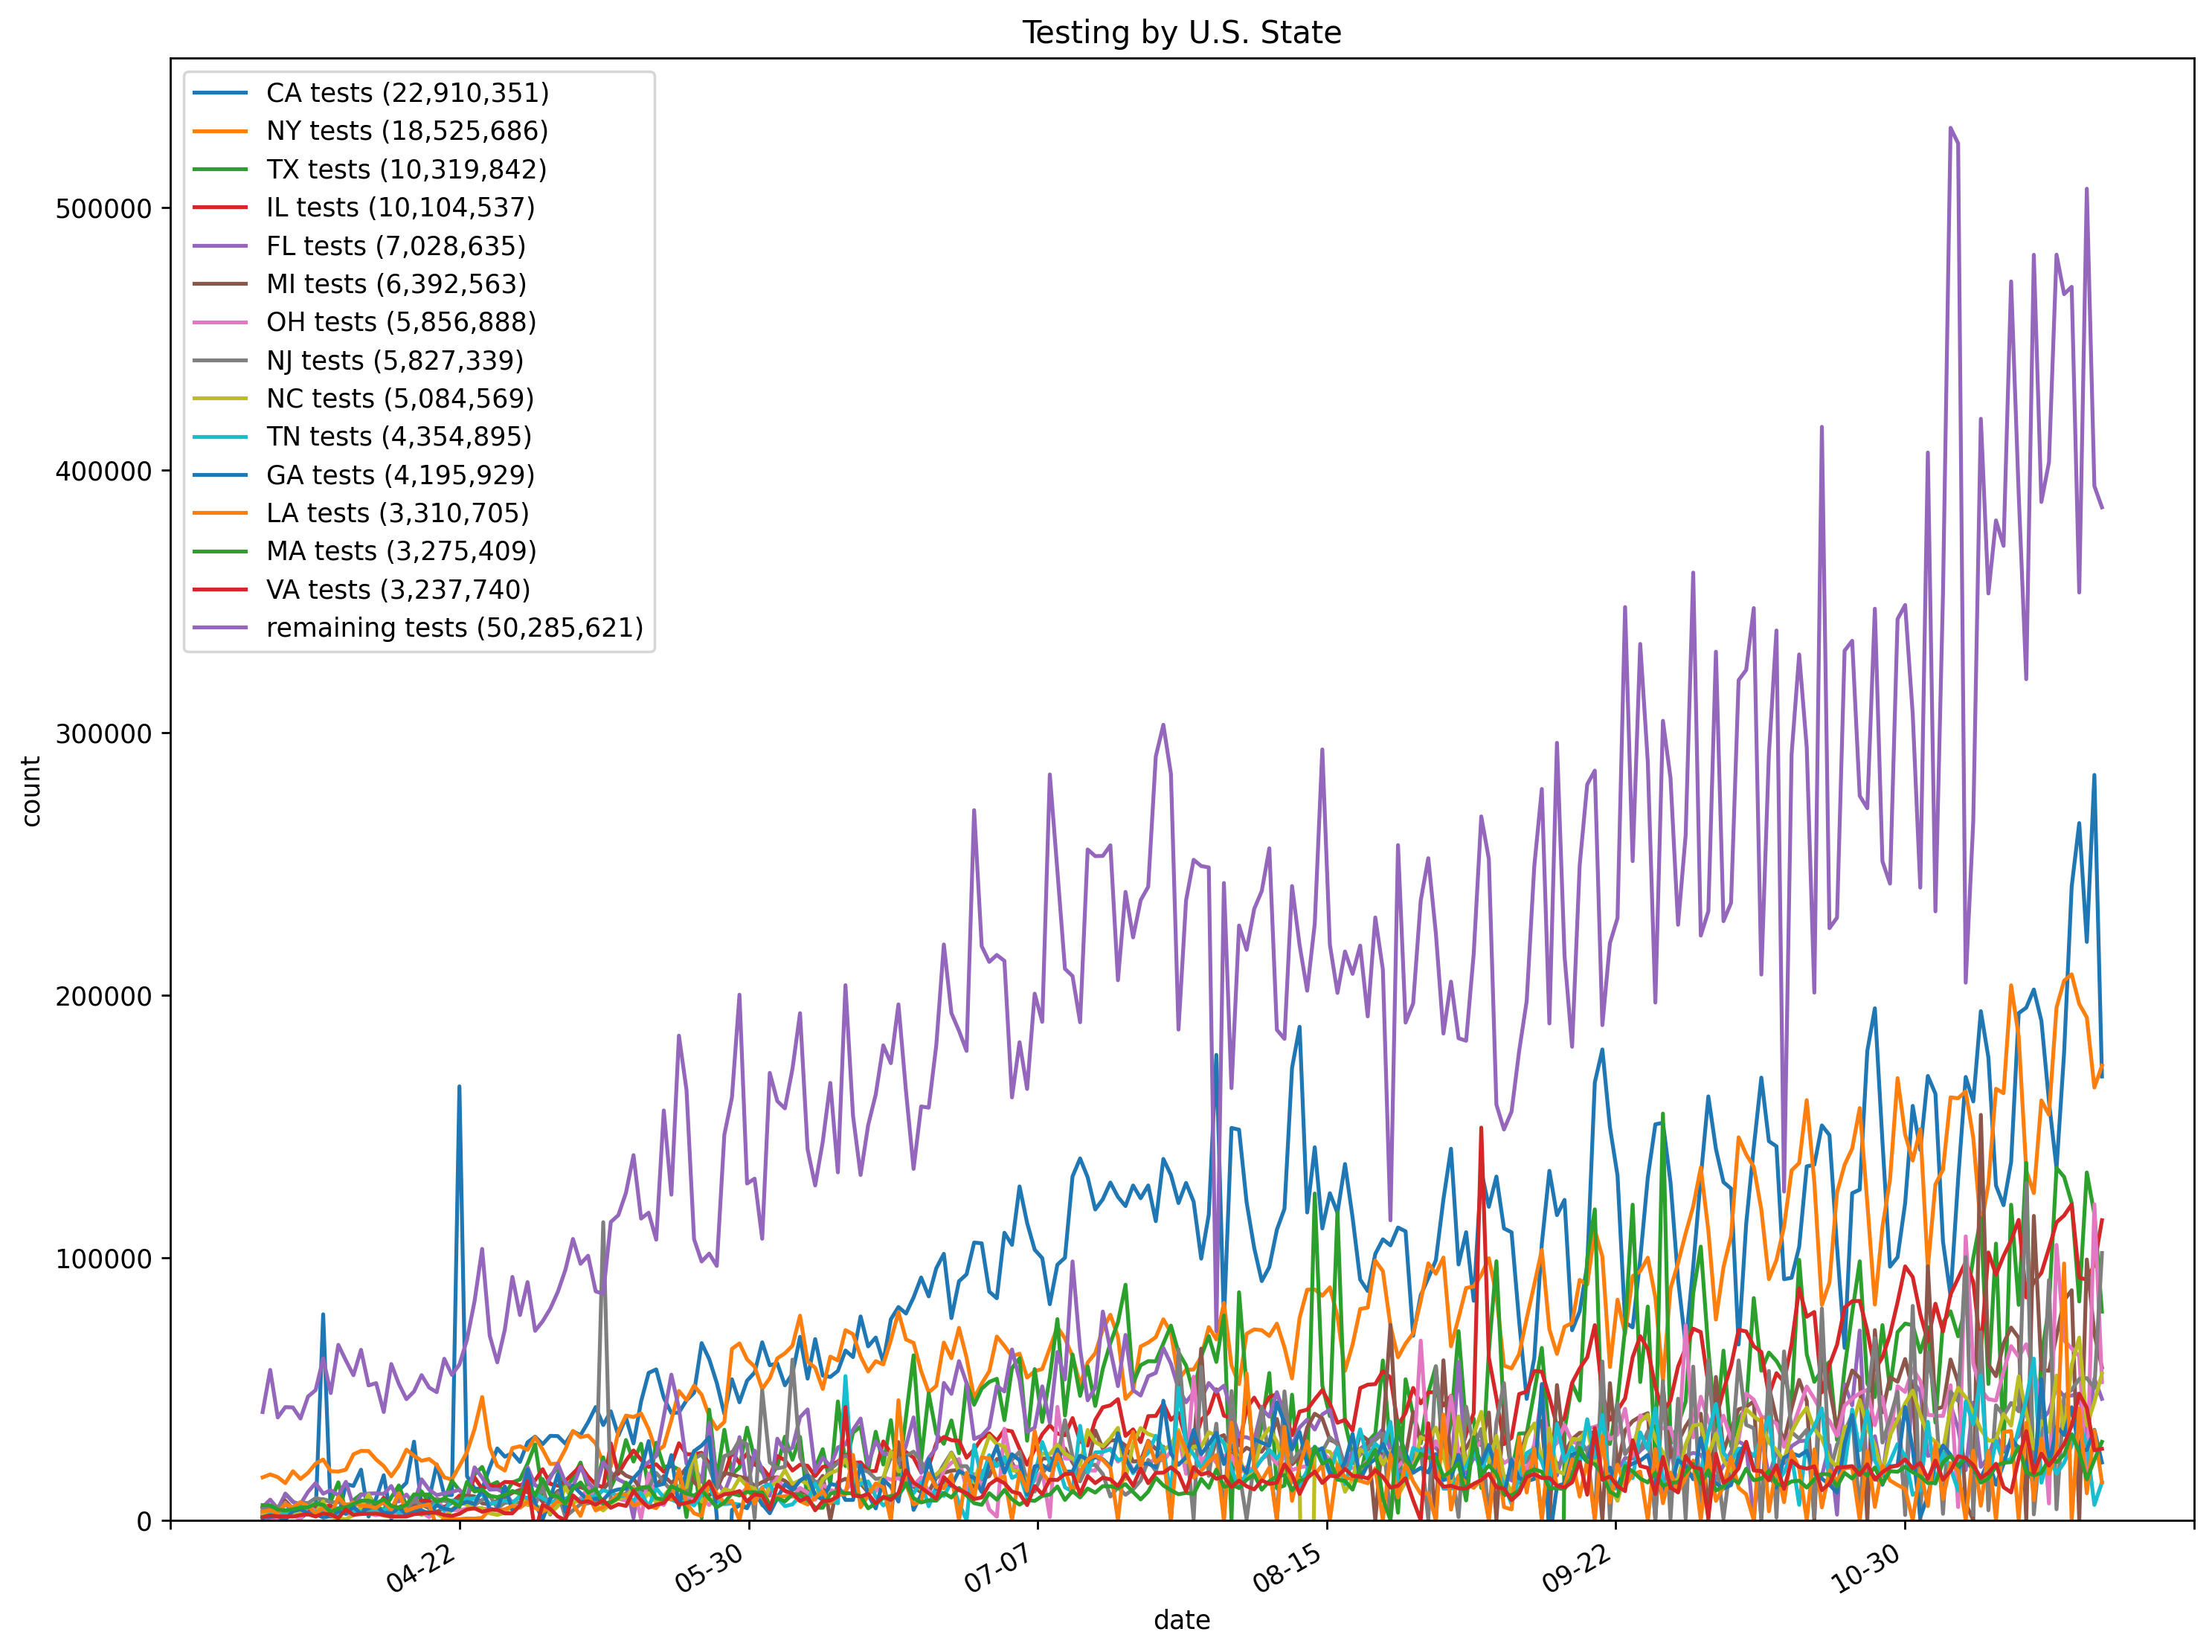 Testing by U.S. State
CA tests (22,910,351)
NY tests (18,525,686)
TX tests (10,319,842)
IL tests (10,104,537)
FL tests (7,028,635)
MI tests (6,392,563)
OH tests (5,856,888)
NJ tests (5,827,339)
NC tests (5,084,569)
TN tests (4,354,895)
GA tests (4,195,929)
LA tests (3,310,705)
MA tests (3,275,409)
VA tests (3,237,740)
remaining tests (50,285,621)
500000
400000
300000
200000
100000
0
count
04-22
05-30
07-07
08-15
09-22
10-30
date